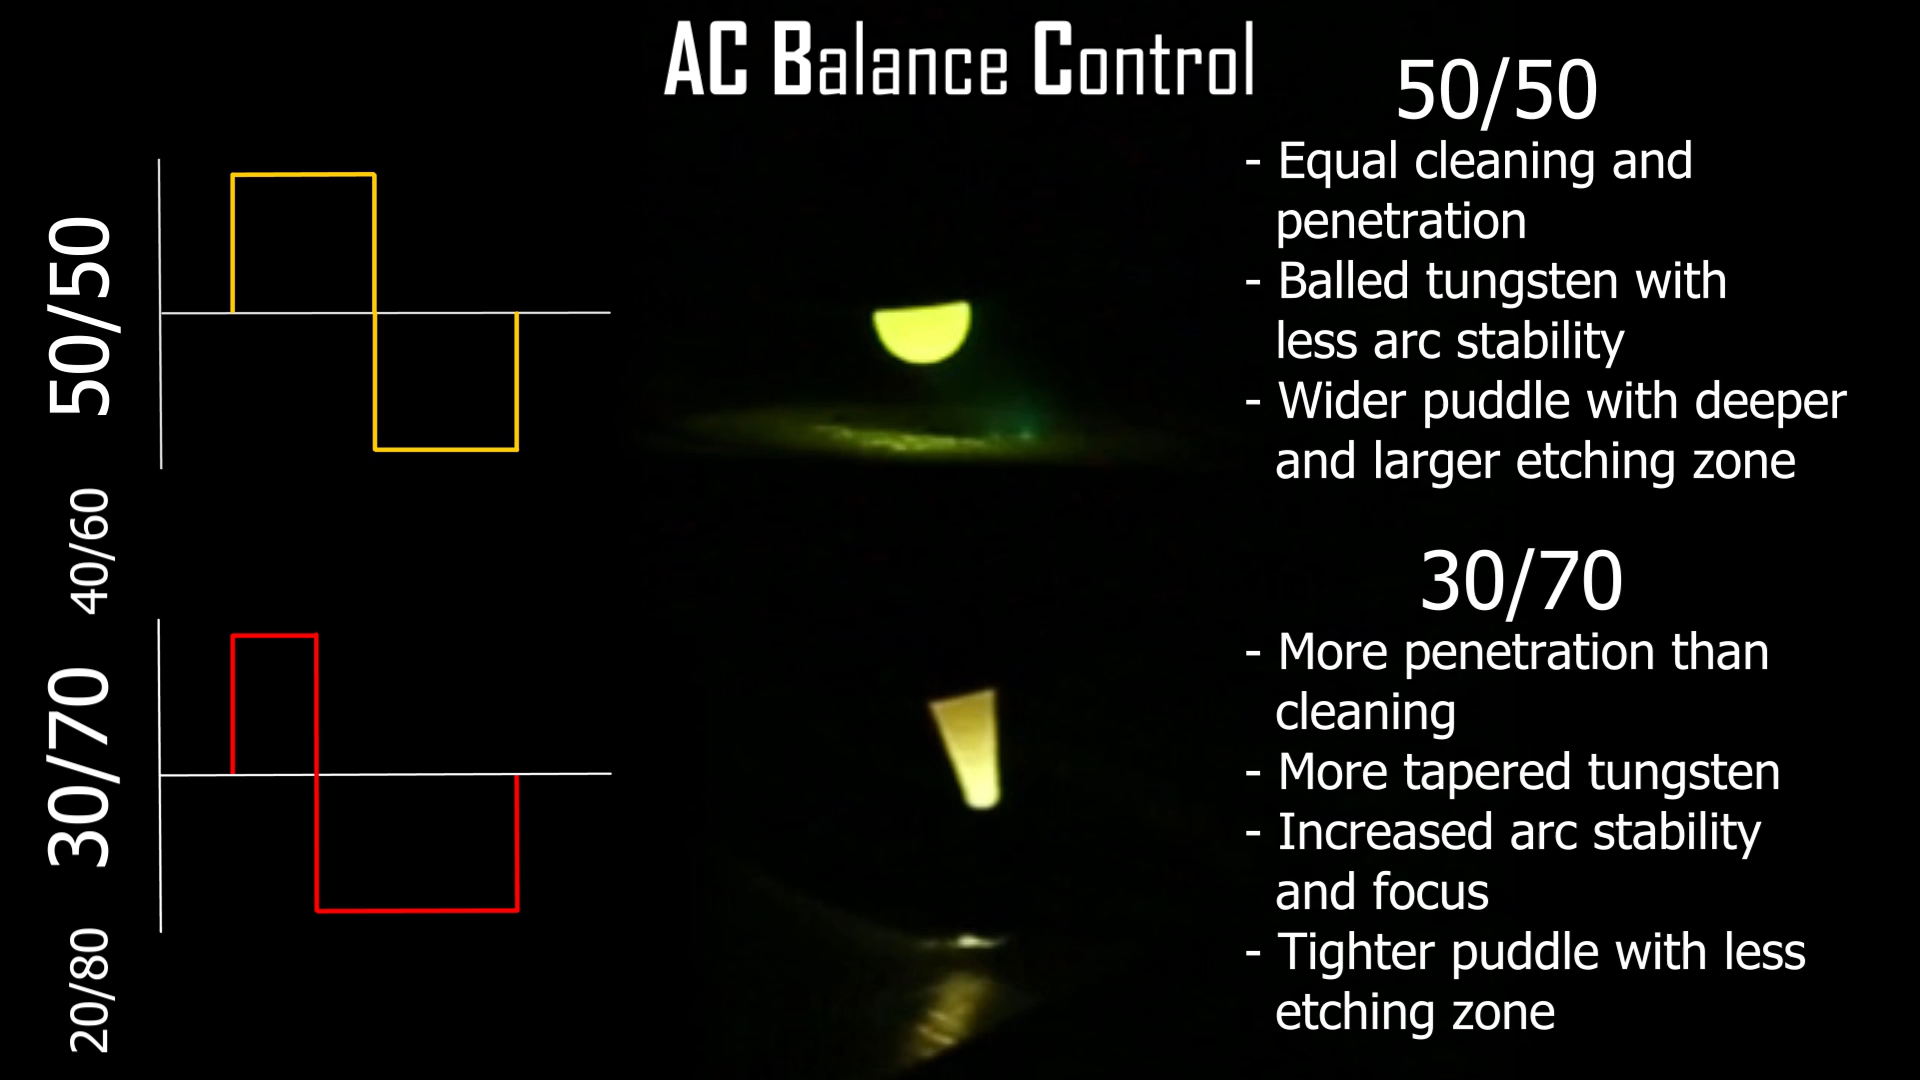 AC Balance Control
50/50
40/60
30/70
20/80
50/50
- Equal cleaning and
penetration
- Balled tungsten with
less arc stability
- Wider puddle with deeper
and larger etching zone
30/70
- More penetration than
cleaning
- More tapered tungsten
- Increased arc stability
and focus
- Tighter puddle with less
etching zone